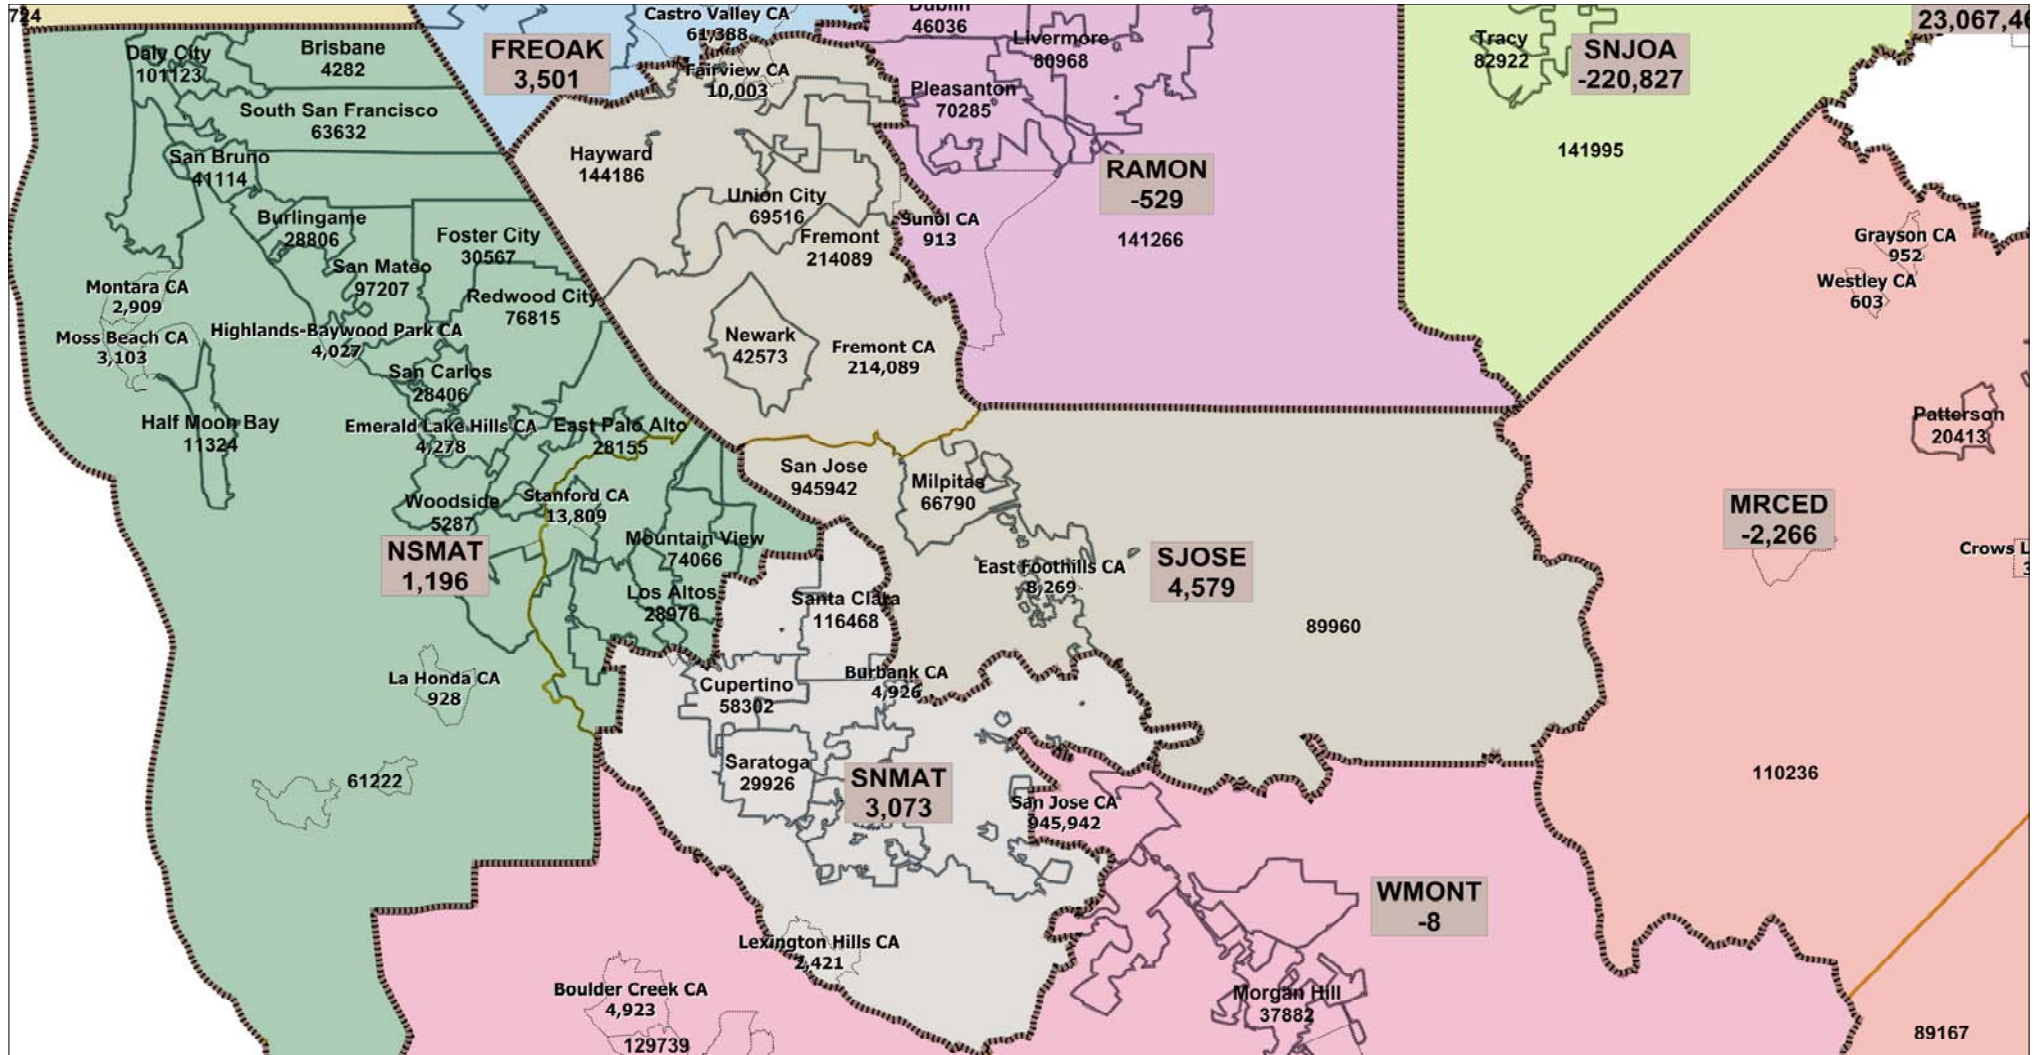 724
Castro Valley CA
61,388
Dublin
46036
23,067,46
FREOAK
3,501
Daly City
101123
Brisbane
4282
Livermore
80968
Tracy
82922
SNJOA
-220,827
Fairview CA
10,003
Pleasanton
70285
South San Francisco
63632
141995
San Bruno
41114
Hayward
144186
RAMON
-529
Union City
69516
Burlingame
28806
Foster City
30567
Fremont
214089
Sunol CA
913
141266
Grayson CA
952
San Mateo
97207
Montara CA
2,909
Redwood City
76815
Westley CA
603
Moss Beach CA
3,103
Highlands-Baywood Park CA
4,027
Newark
42573
Fremont CA
214,089
San Carlos
28406
Half Moon Bay
11324
Emerald Lake Hills CA
4,278
East Palo Alto
28155
Patterson
20413
San Jose
945942
Milpitas
66790
Woodside
5287
Stanford CA
13,809
MRCED
-2,266
NSMAT
1,196
Mountain View
74066
East Foothills CA
8,269
SJOSE
4,579
Crows L
3
Los Altos
28976
Santa Clara
116468
89960
La Honda CA
928
Cupertino
58302
Burbank CA
4,926
61222
Saratoga
29926
SNMAT
3,073
San Jose CA
945,942
110236
WMONT
-8
Lexington Hills CA
2,421
Boulder Creek CA
4,923
Morgan Hill
37882
129739
89167